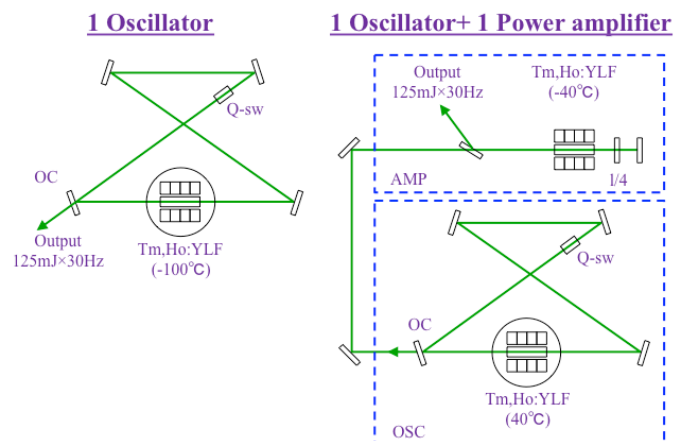 1 Oscillator
Q-sw
OC
Output
125mJ×30Hz
Tm,Ho:YLF
(-100℃)
1 Oscillator+ 1 Power amplifier
Output
125mJ×30Hz
Tm,Ho:YLF
(-40℃)
AMP
l/4
Q-sw
OC
Tm,Ho:YLF
(40℃)
OSC